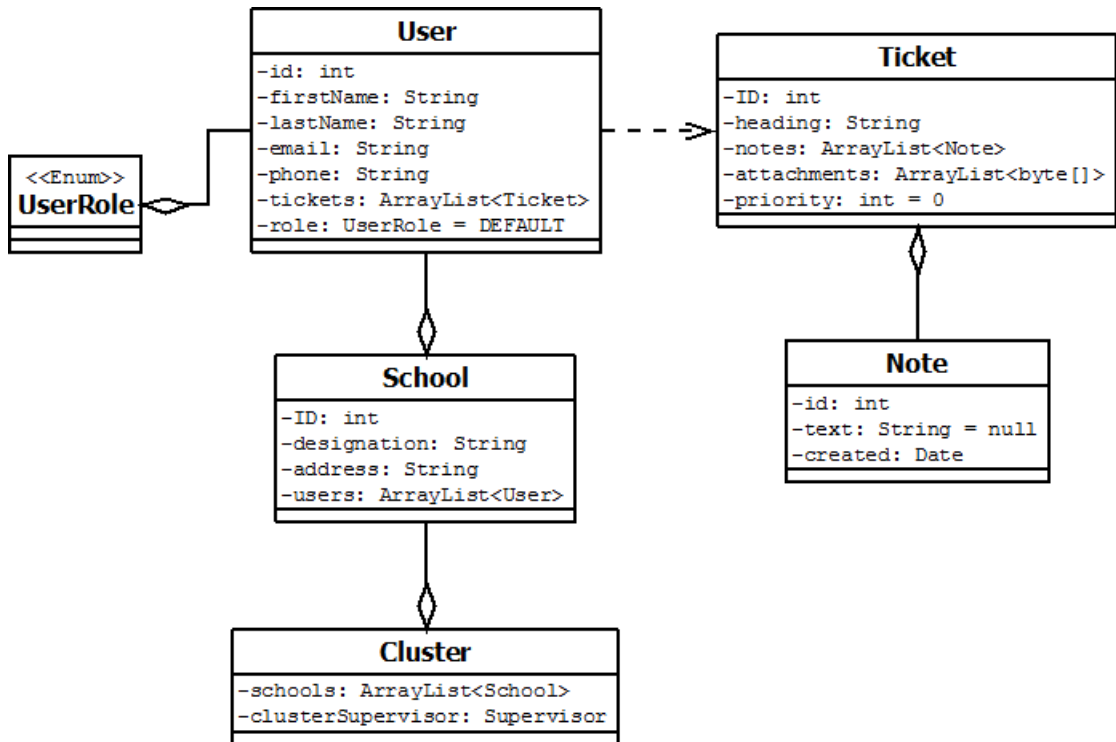 User
-id: int
-firstName: String
-lastName: String
-email: String
-phone: String
-tickets: ArrayList<Ticket>
-role: UserRole = DEFAULT
Ticket
-ID: int
-heading: String
-notes: ArrayList<Note>
-attachments: ArrayList<byte[]>
-priority: int = 0
<<Enum>>
UserRole
School
-ID: int
-designation: String
-address: String
-users: ArrayList<User>
Note
-id: int
-text: String = null
-created: Date
Cluster
-schools: ArrayList<School>
-clusterSupervisor: Supervisor